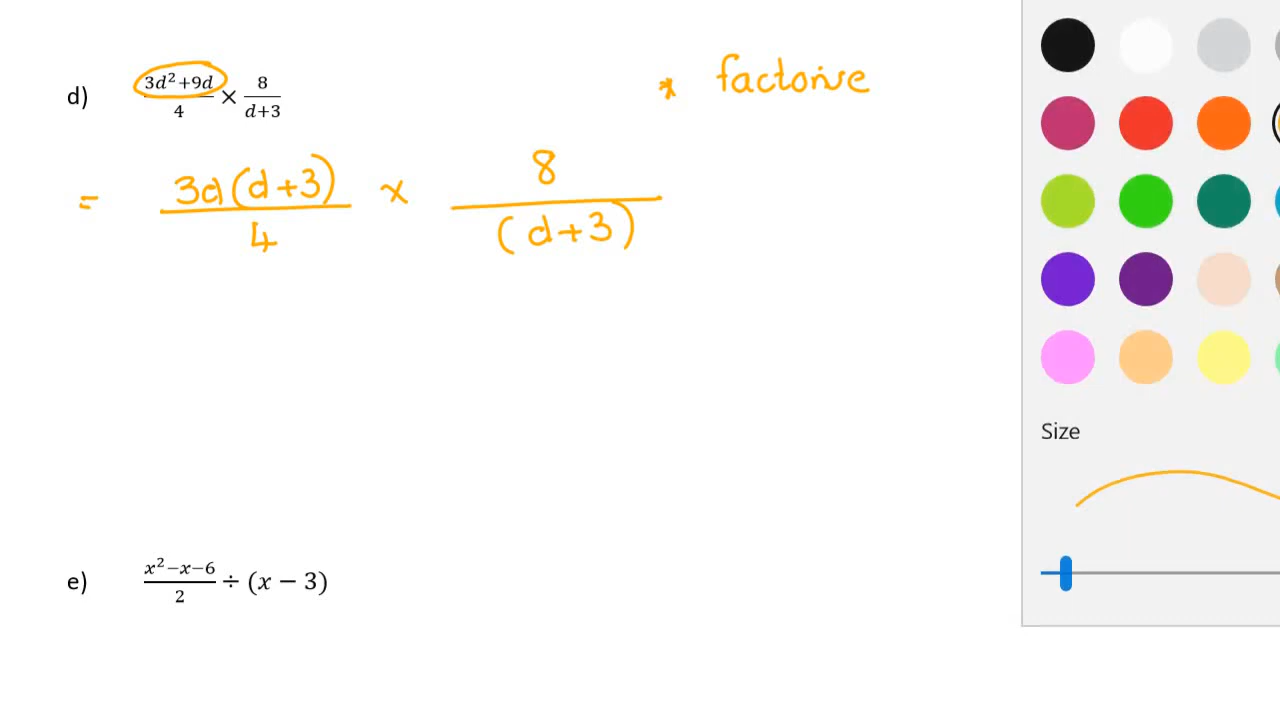 d) (3d²+9d)/4 × 8/(d+3)
* factorise
= 3d(d+3)/4 × 8/(d+3)
Size
e) (x²−x−6)/2 ÷ (x − 3)